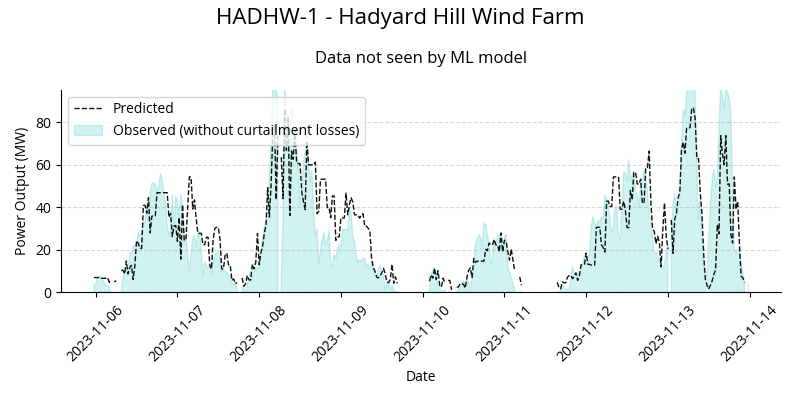 HADHW-1 - Hadyard Hill Wind Farm
Data not seen by ML model
Predicted
Observed (without curtailment losses)
Power Output (MW)
80
60
40
20
0
2023-11-06
2023-11-07
2023-11-08
2023-11-09
2023-11-10
2023-11-11
2023-11-12
2023-11-13
2023-11-14
Date